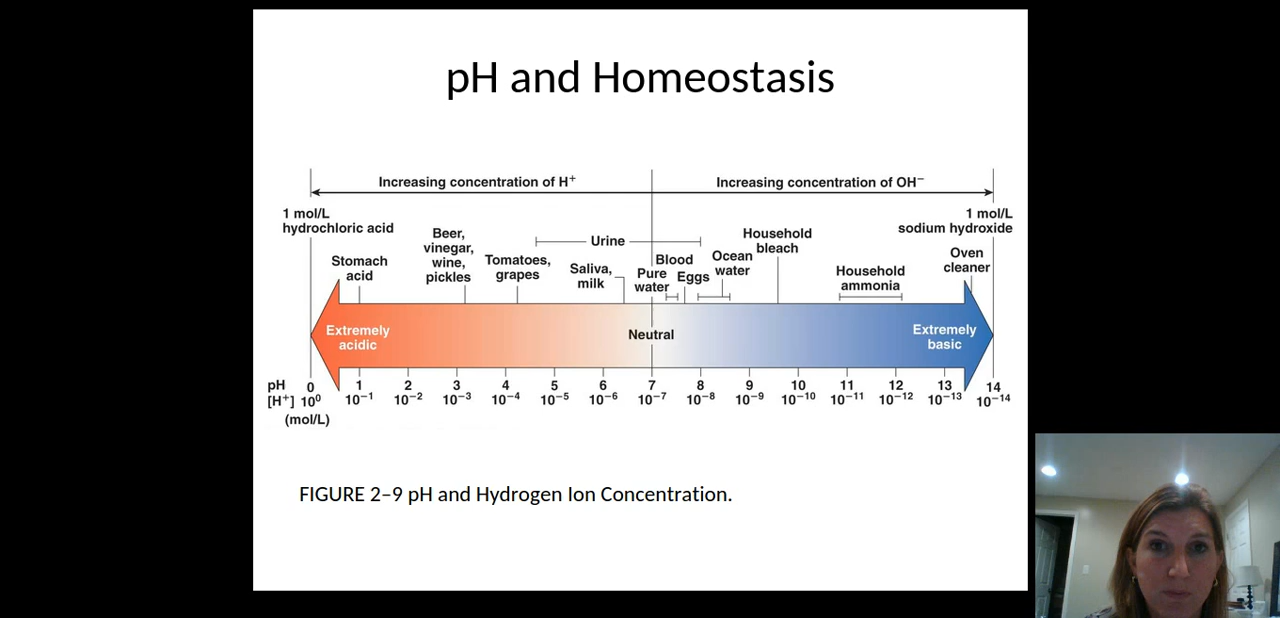 pH and Homeostasis
Increasing concentration of H⁺
Increasing concentration of OH⁻
1 mol/L
hydrochloric acid
Stomach
acid
Beer,
vinegar,
wine,
pickles
Tomatoes,
grapes
Urine
Saliva,
milk
Blood
Pure
water
Eggs
Ocean
water
Household
bleach
Household
ammonia
1 mol/L
sodium hydroxide
Oven
cleaner
Extremely
acidic
Neutral
Extremely
basic
pH 0 1 2 3 4 5 6 7 8 9 10 11 12 13 14
[H⁺] 10⁰ 10⁻¹ 10⁻² 10⁻³ 10⁻⁴ 10⁻⁵ 10⁻⁶ 10⁻⁷ 10⁻⁸ 10⁻⁹ 10⁻¹⁰ 10⁻¹¹ 10⁻¹² 10⁻¹³ 10⁻¹⁴
(mol/L)
FIGURE 2–9 pH and Hydrogen Ion Concentration.